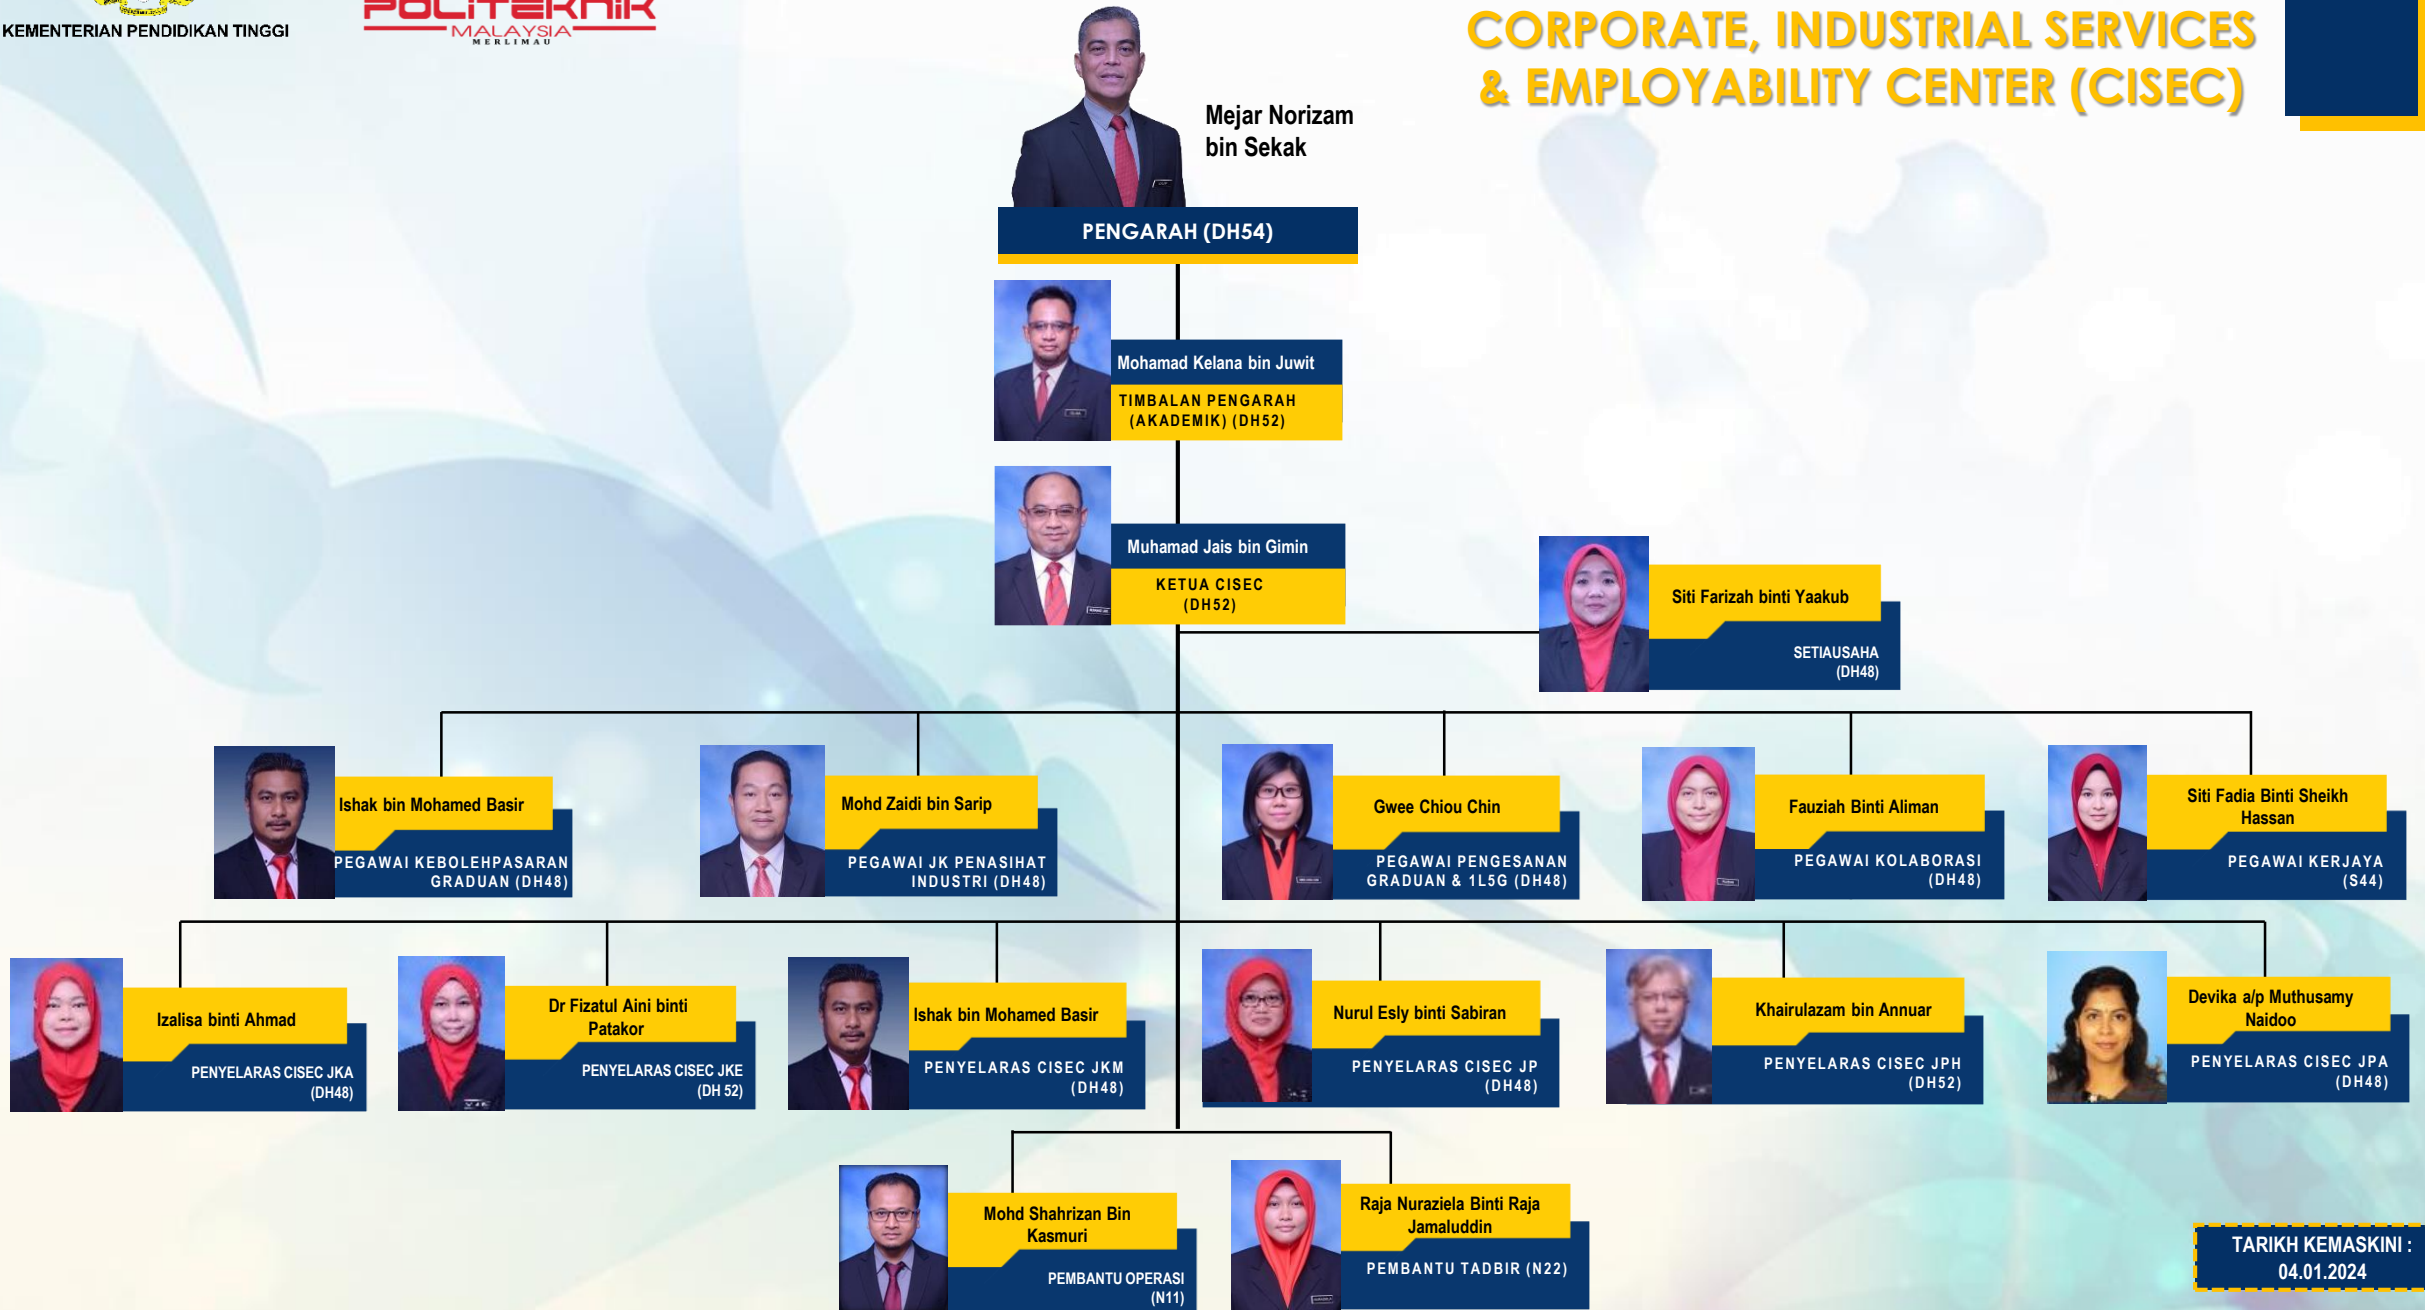 KEMENTERIAN PENDIDIKAN TINGGI
POLITEKNIK
MALAYSIA
MERLIMAU
CORPORATE, INDUSTRIAL SERVICES
& EMPLOYABILITY CENTER (CISEC)
Mejar Norizam
bin Sekak
PENGARAH (DH54)
Mohamad Kelana bin Juwit
TIMBALAN PENGARAH
(AKADEMIK) (DH52)
Muhamad Jais bin Gimin
KETUA CISEC
(DH52)
Siti Farizah binti Yaakub
SETIAUSAHA
(DH48)
Ishak bin Mohamed Basir
PEGAWAI KEBOLEHPASARAN
GRADUAN (DH48)
Mohd Zaidi bin Sarip
PEGAWAI JK PENASIHAT
INDUSTRI (DH48)
Gwee Chiou Chin
PEGAWAI PENGESANAN
GRADUAN & 1L5G (DH48)
Fauziah Binti Aliman
PEGAWAI KOLABORASI
(DH48)
Siti Fadia Binti Sheikh
Hassan
PEGAWAI KERJAYA
(S44)
Izalisa binti Ahmad
PENYELARAS CISEC JKA
(DH48)
Dr Fizatul Aini binti
Patakor
PENYELARAS CISEC JKE
(DH 52)
Ishak bin Mohamed Basir
PENYELARAS CISEC JKM
(DH48)
Nurul Esly binti Sabiran
PENYELARAS CISEC JP
(DH48)
Khairulazam bin Annuar
PENYELARAS CISEC JPH
(DH52)
Devika a/p Muthusamy
Naidoo
PENYELARAS CISEC JPA
(DH48)
Mohd Shahrizan Bin
Kasmuri
PEMBANTU OPERASI
(N11)
Raja Nuraziela Binti Raja
Jamaluddin
PEMBANTU TADBIR (N22)
TARIKH KEMASKINI :
04.01.2024